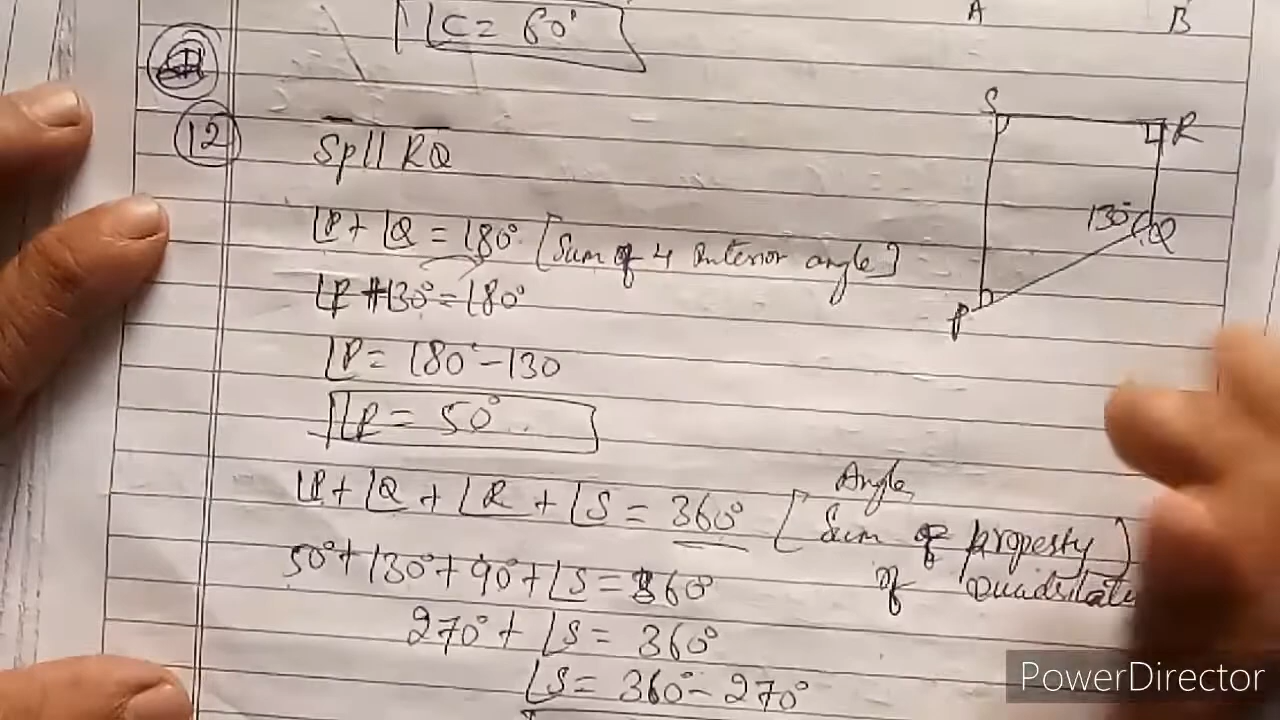 ∠C = 60°
A B
12
SP || RQ
∠P + ∠Q = 180° [Sum of 4 interior angle]
∠P + 130° = 180°
∠P = 180° - 130
∠P = 50°
∠P + ∠Q + ∠R + ∠S = 360° [Angle Sum of property
50° + 130° + 90° + ∠S = 360° of quadrilate
270° + ∠S = 360°
∠S = 360° - 270°
S R
130° Q
P
PowerDirector